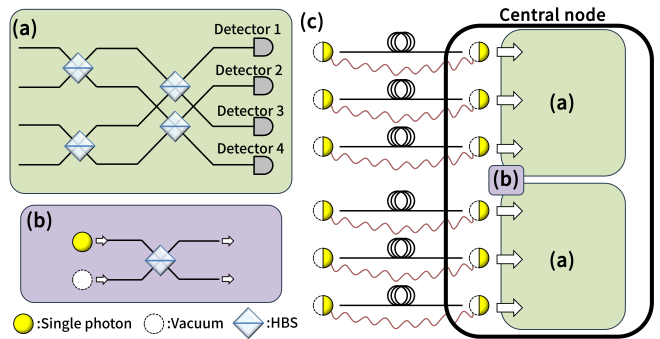 (a)
Detector 1
Detector 2
Detector 3
Detector 4
(b)
:Single photon
:Vacuum
:HBS
(c)
Central node
(a)
(b)
(a)